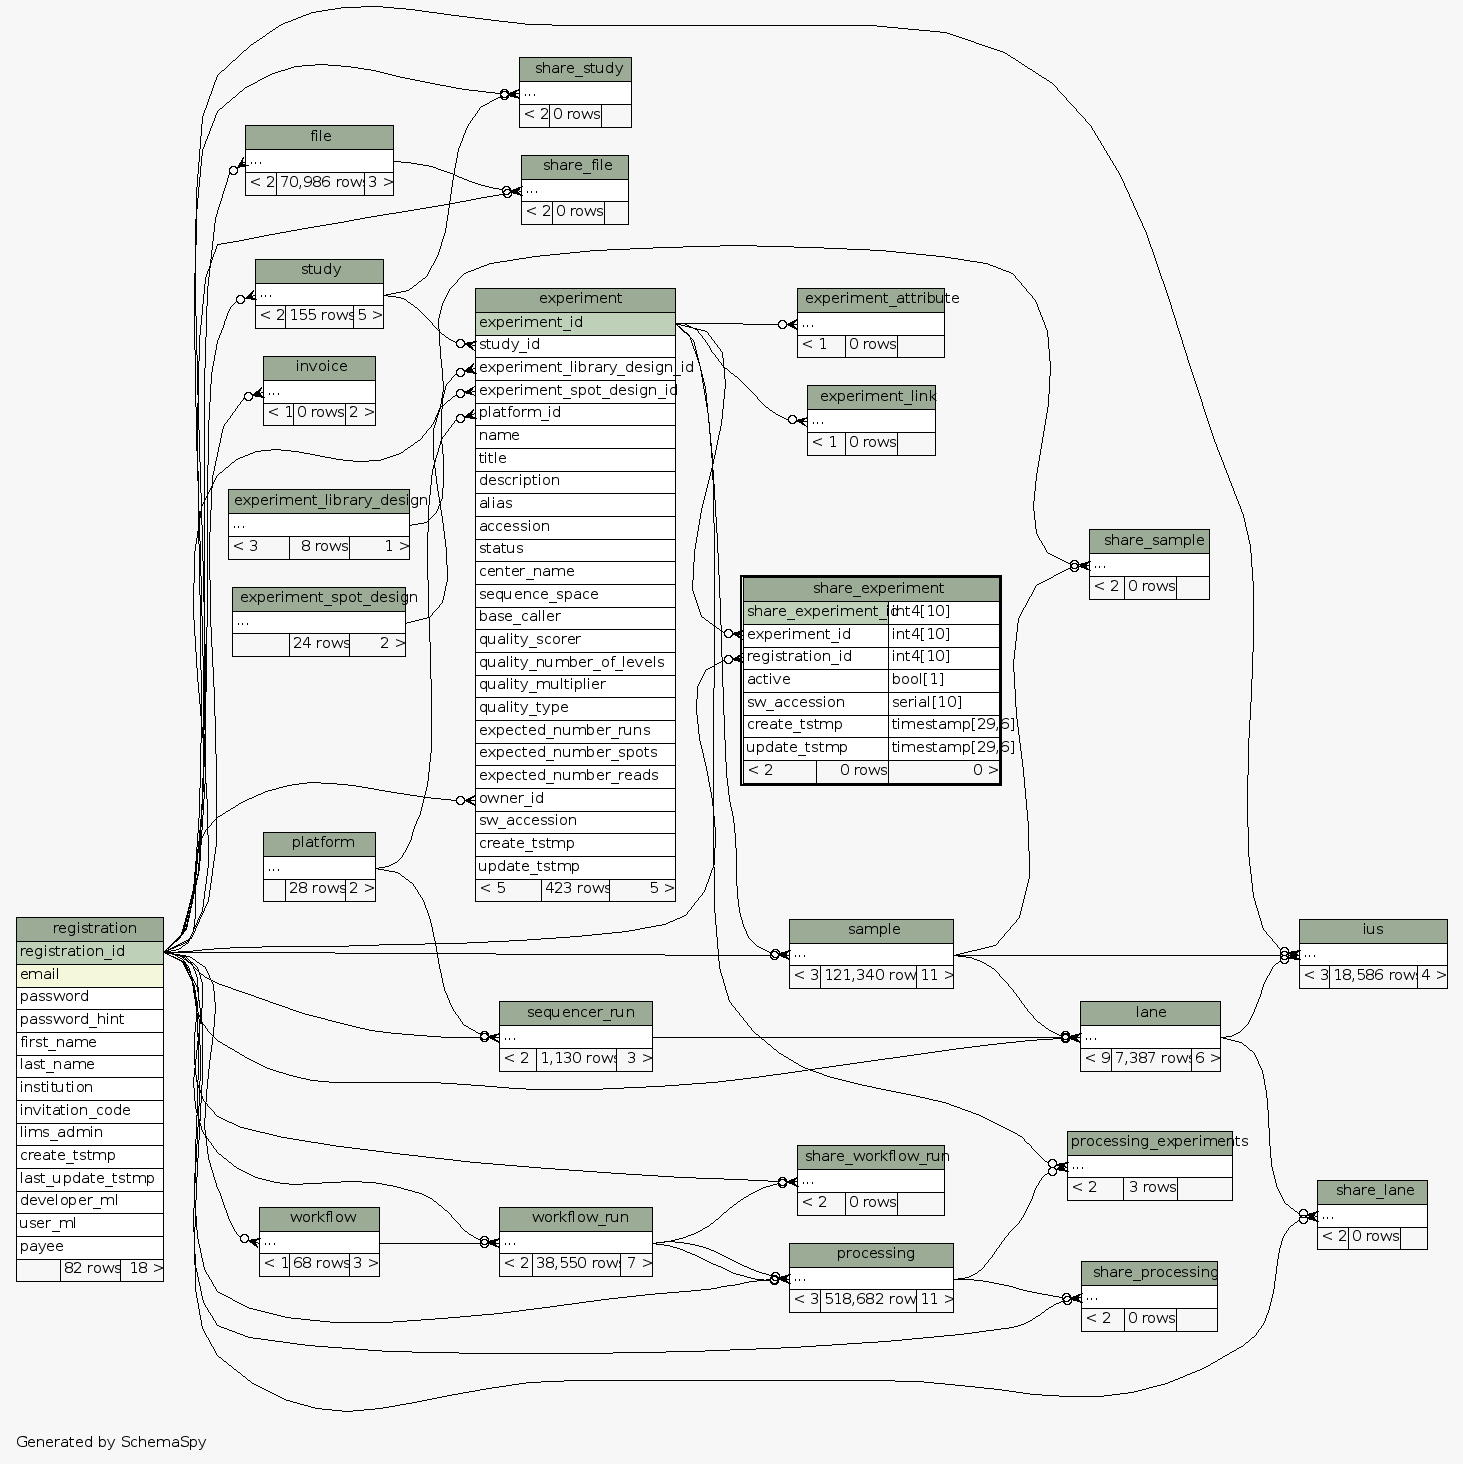 share_study
...
< 2 0 rows
file
...
< 2 70,986 rows 3 >
share_file
...
< 2 0 rows
study
...
< 2 155 rows 5 >
invoice
...
< 1 0 rows 2 >
experiment_library_design
...
< 3 8 rows 1 >
experiment_spot_design
...
24 rows 2 >
platform
...
28 rows 2 >
experiment
experiment_id
study_id
experiment_library_design_id
experiment_spot_design_id
platform_id
name
title
description
alias
accession
status
center_name
sequence_space
base_caller
quality_scorer
quality_number_of_levels
quality_multiplier
quality_type
expected_number_runs
expected_number_spots
expected_number_reads
owner_id
sw_accession
create_tstmp
update_tstmp
< 5 423 rows 5 >
experiment_attribute
...
< 1 0 rows
experiment_link
...
< 1 0 rows
share_experiment
share_experiment_id int4[10]
experiment_id int4[10]
registration_id int4[10]
active bool[1]
sw_accession serial[10]
create_tstmp timestamp[29,6]
update_tstmp timestamp[29,6]
< 2 0 rows 0 >
share_sample
...
< 2 0 rows
registration
registration_id
email
password
password_hint
first_name
last_name
institution
invitation_code
lims_admin
create_tstmp
last_update_tstmp
developer_ml
user_ml
payee
82 rows 18 >
sample
...
< 3 121,340 row 11 >
ius
...
< 3 18,586 rows 4 >
sequencer_run
...
< 2 1,130 rows 3 >
lane
...
< 9 7,387 rows 6 >
processing_experiments
...
< 2 3 rows
share_workflow_run
...
< 2 0 rows
share_lane
...
< 2 0 rows
workflow
...
< 1 68 rows 3 >
workflow_run
...
< 2 38,550 rows 7 >
processing
...
< 3 518,682 row 11 >
share_processing
...
< 2 0 rows
Generated by SchemaSpy